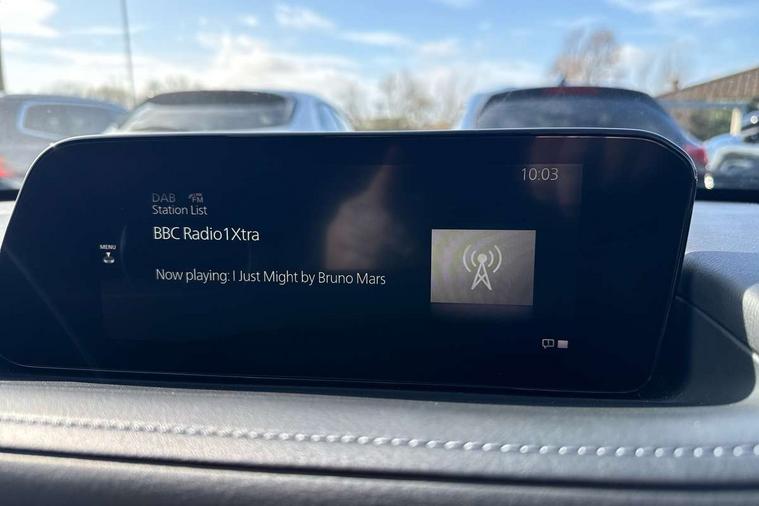 10:03
DAB FM
Station List
BBC Radio1Xtra
MENU
Now playing: I Just Might by Bruno Mars